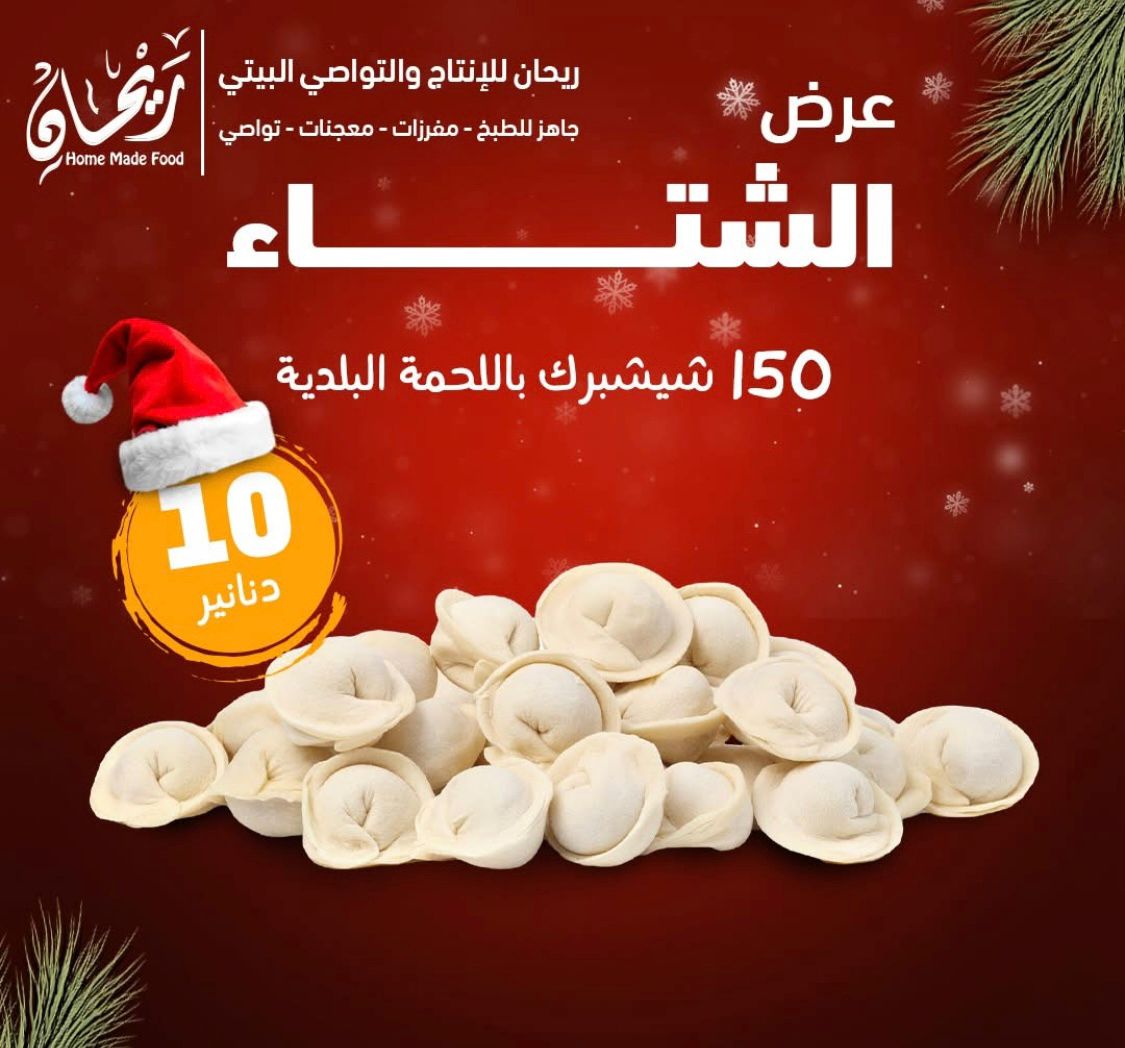 ريحان
Home Made Food
ريحان للإنتاج والتواصي البيتي
جاهز للطبخ - مفرزات - معجنات - تواصي
عرض
الشتــــاء
150 شيشبرك باللحمة البلدية
10
دنانير